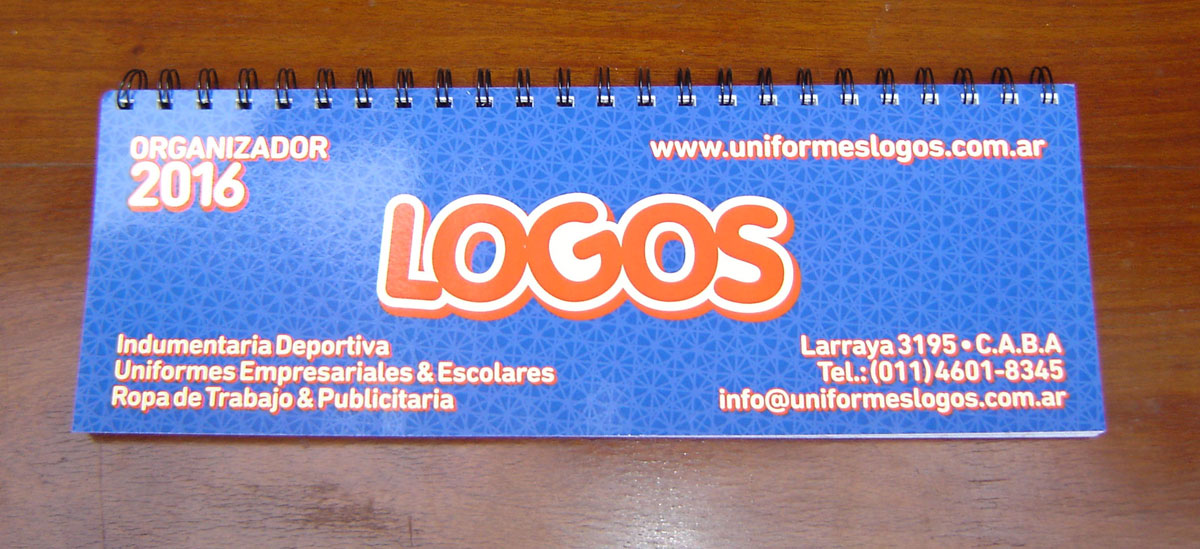 ORGANIZADOR
2016
www.uniformeslogos.com.ar
LOGOS
Indumentaria Deportiva
Uniformes Empresariales & Escolares
Ropa de Trabajo & Publicitaria
Larraya 3195 • C.A.B.A
Tel.: (011) 4601-8345
info@uniformeslogos.com.ar